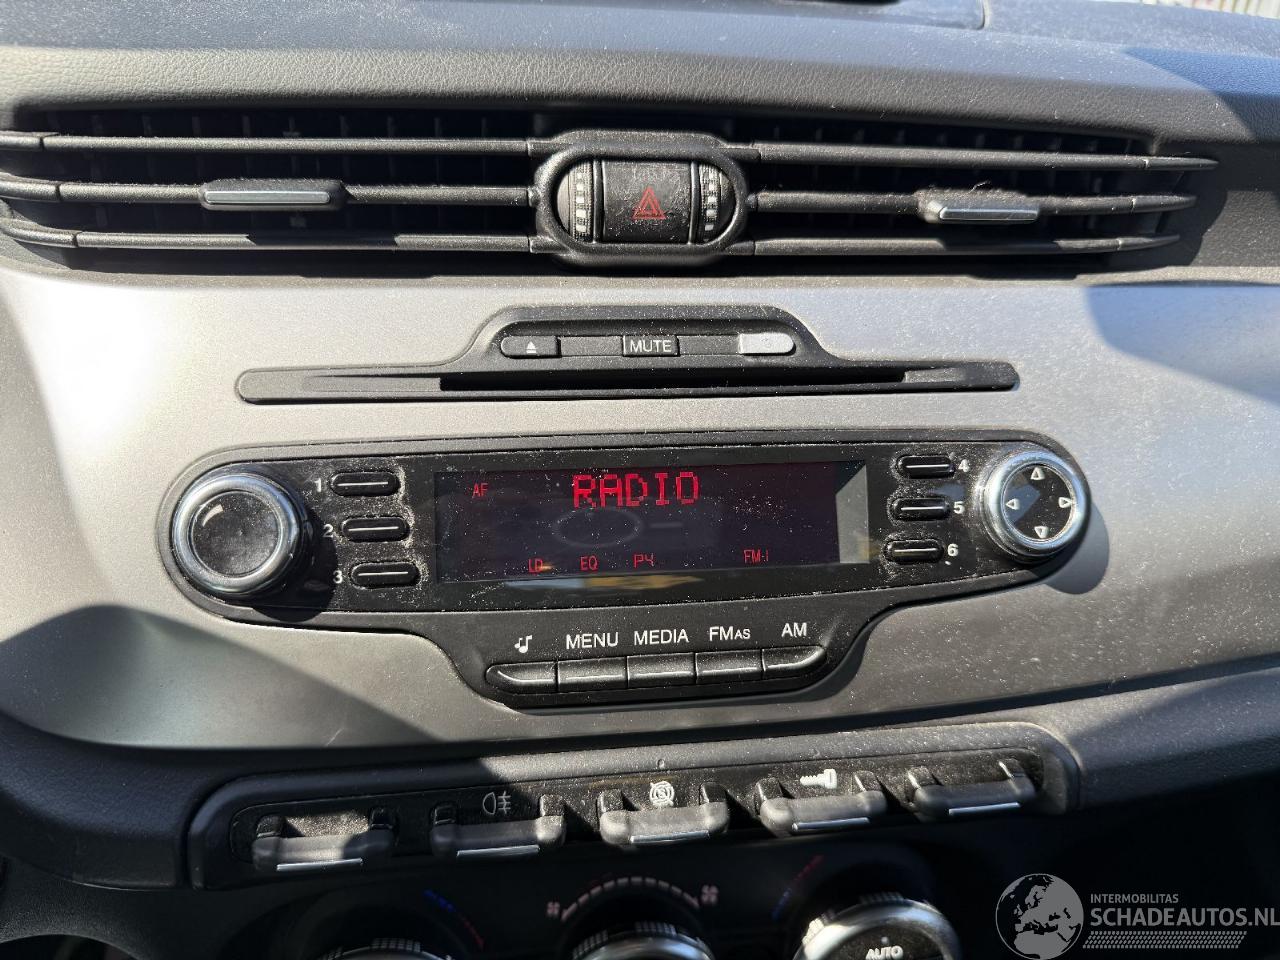 MUTE
1
AF
RADIO
4
2
5
3
LD EQ P4 FM-1
6
MENU MEDIA FMAS AM
AUTO
INTERMOBILITAS
SCHADEAUTOS.NL